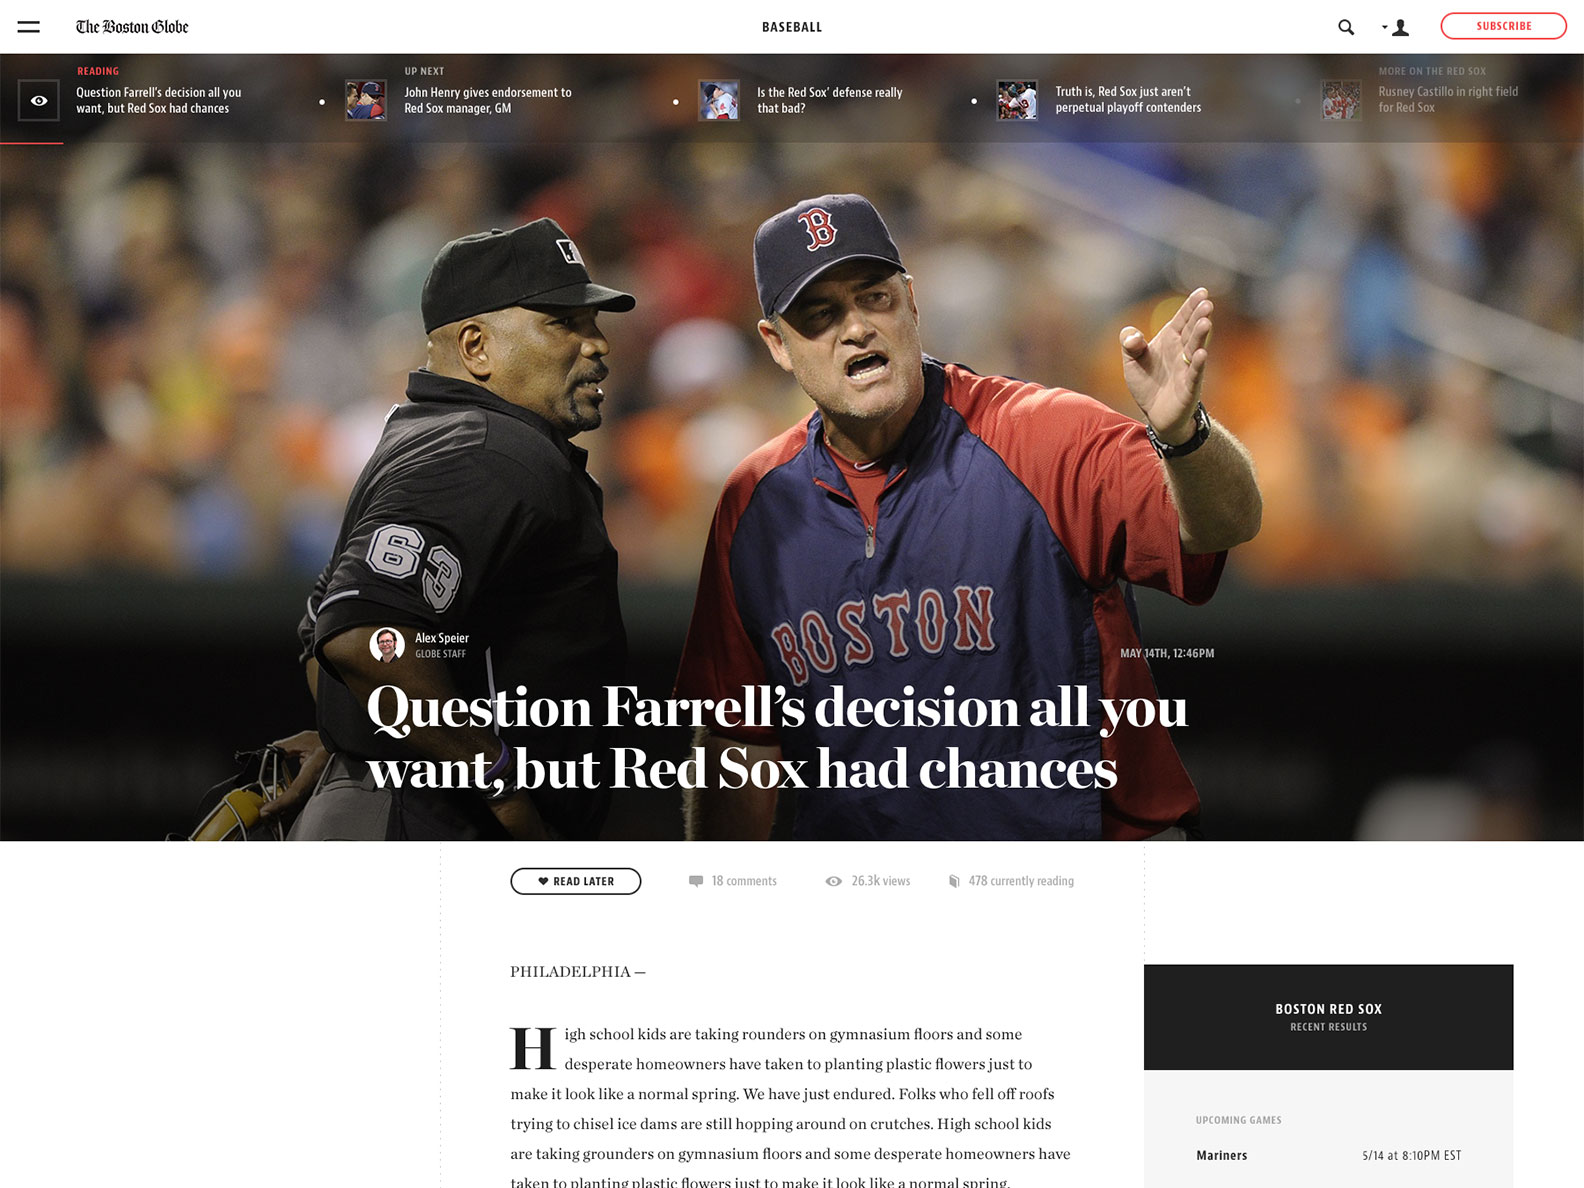 The Boston Globe
BASEBALL
SUBSCRIBE
READING
Question Farrell's decision all you
want, but Red Sox had chances
UP NEXT
John Henry gives endorsement to
Red Sox manager, GM
Is the Red Sox' defense really
that bad?
Truth is, Red Sox just aren't
perpetual playoff contenders
MORE ON THE RED SOX
Rusney Castillo in right field
for Red Sox
B
63
BOSTON
Alex Speier
GLOBE STAFF
MAY 14TH, 12:46PM
Question Farrell's decision all you
want, but Red Sox had chances
READ LATER
18 comments
26.3k views
478 currently reading
PHILADELPHIA —
High school kids are taking rounders on gymnasium floors and some
desperate homeowners have taken to planting plastic flowers just to
make it look like a normal spring. We have just endured. Folks who fell off roofs
trying to chisel ice dams are still hopping around on crutches. High school kids
are taking grounders on gymnasium floors and some desperate homeowners have
taken to planting plastic flowers just to make it look like a normal spring.
BOSTON RED SOX
RECENT RESULTS
UPCOMING GAMES
Mariners
5/14 at 8:10PM EST